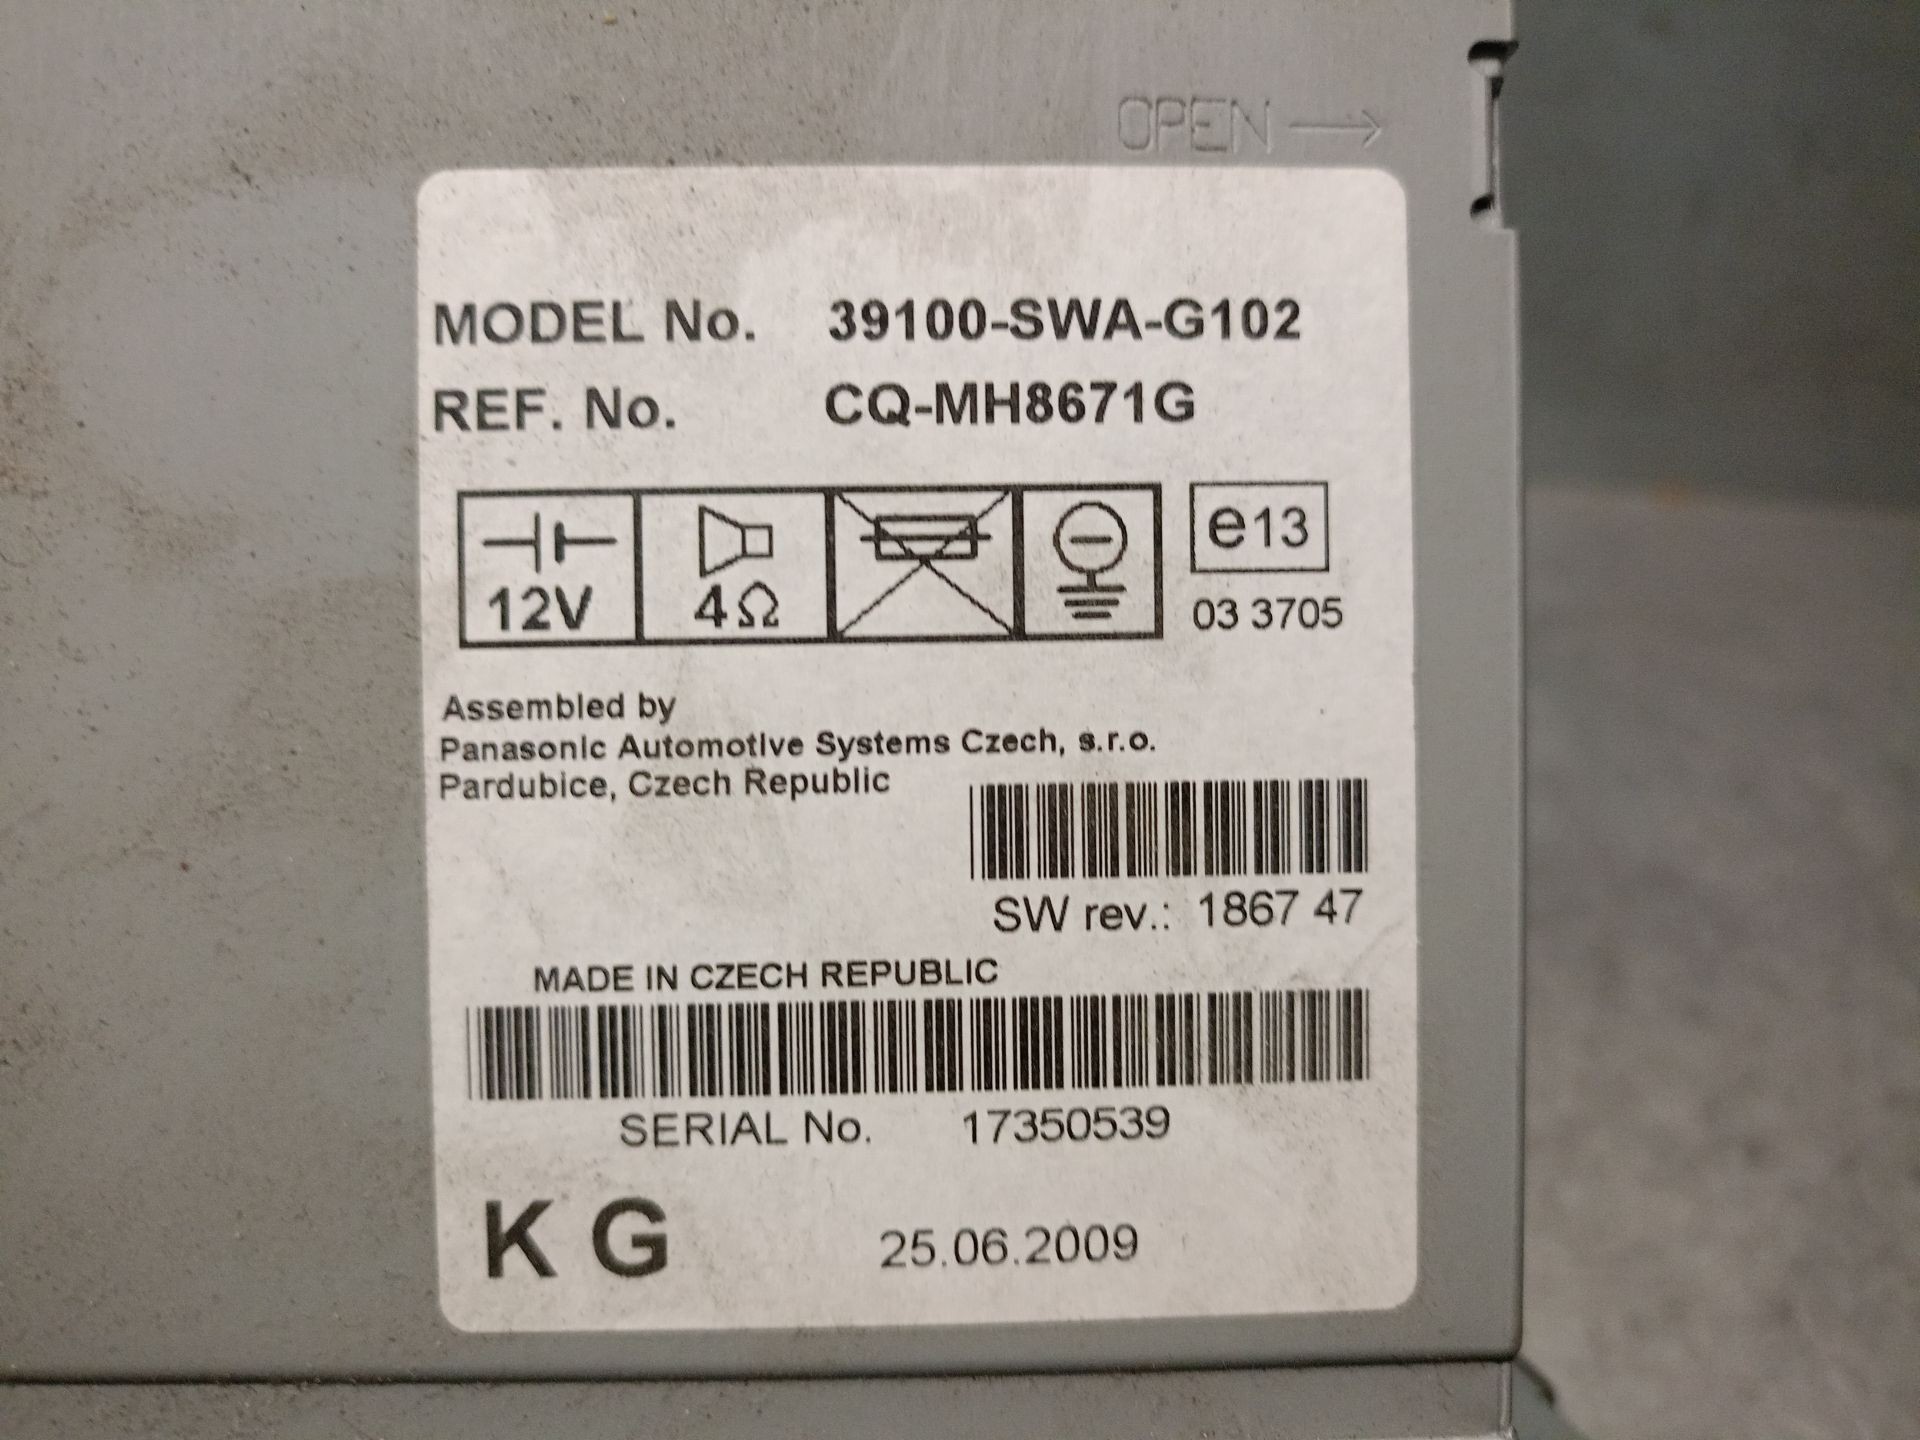 OPEN →
MODEL No. 39100-SWA-G102
REF. No. CQ-MH8671G
12V 4Ω
e13
03 3705
Assembled by
Panasonic Automotive Systems Czech, s.r.o.
Pardubice, Czech Republic
SW rev.: 1867 47
MADE IN CZECH REPUBLIC
SERIAL No. 17350539
K G 25.06.2009